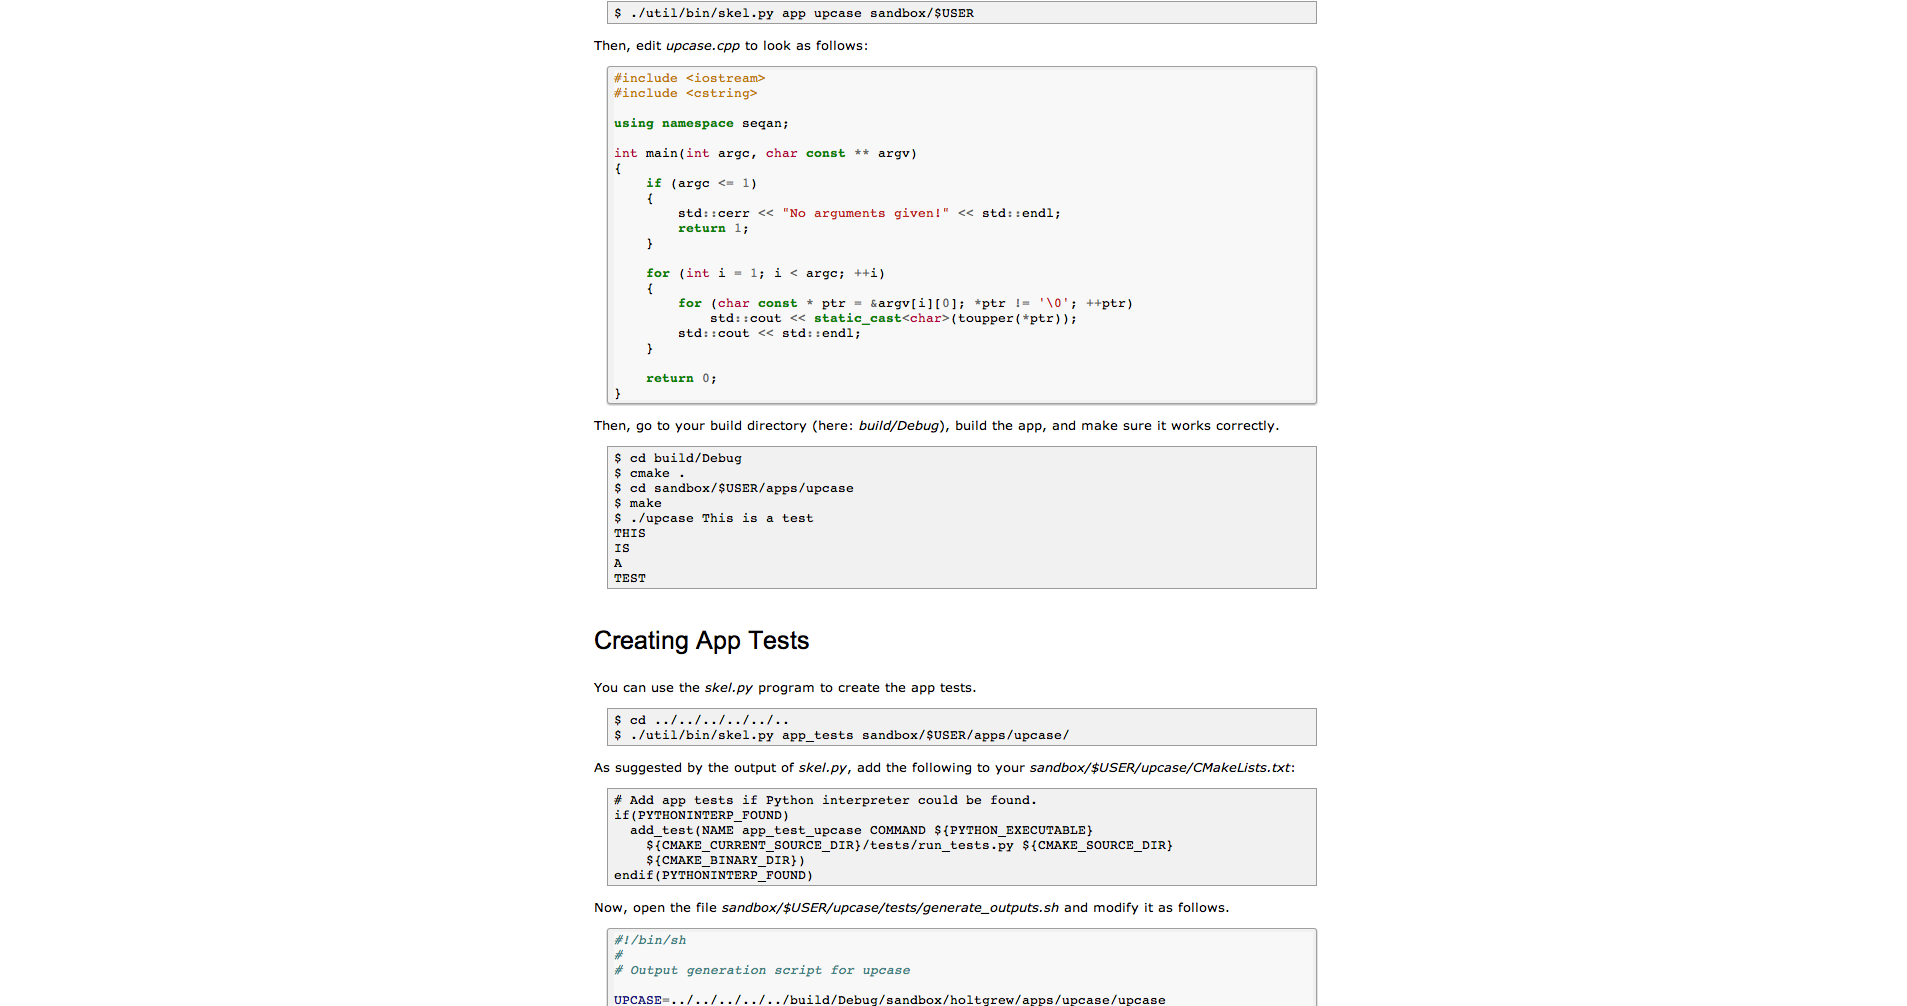 $ ./util/bin/skel.py app upcase sandbox/$USER
Then, edit upcase.cpp to look as follows:
#include <iostream>
#include <cstring>
using namespace seqan;
int main(int argc, char const ** argv)
{
    if (argc <= 1)
    {
        std::cerr << "No arguments given!" << std::endl;
        return 1;
    }
    for (int i = 1; i < argc; ++i)
    {
        for (char const * ptr = &argv[i][0]; *ptr != '\0'; ++ptr)
            std::cout << static_cast<char>(toupper(*ptr));
        std::cout << std::endl;
    }
    return 0;
}
Then, go to your build directory (here: build/Debug), build the app, and make sure it works correctly.
$ cd build/Debug
$ cmake .
$ cd sandbox/$USER/apps/upcase
$ make
$ ./upcase This is a test
THIS
IS
A
TEST
Creating App Tests
You can use the skel.py program to create the app tests.
$ cd ../../../../../..
$ ./util/bin/skel.py app_tests sandbox/$USER/apps/upcase/
As suggested by the output of skel.py, add the following to your sandbox/$USER/upcase/CMakeLists.txt:
# Add app tests if Python interpreter could be found.
if(PYTHONINTERP_FOUND)
  add_test(NAME app_test_upcase COMMAND ${PYTHON_EXECUTABLE}
    ${CMAKE_CURRENT_SOURCE_DIR}/tests/run_tests.py ${CMAKE_SOURCE_DIR}
    ${CMAKE_BINARY_DIR})
endif(PYTHONINTERP_FOUND)
Now, open the file sandbox/$USER/upcase/tests/generate_outputs.sh and modify it as follows.
#!/bin/sh
#
# Output generation script for upcase
UPCASE=../../../../../build/Debug/sandbox/holtgrew/apps/upcase/upcase